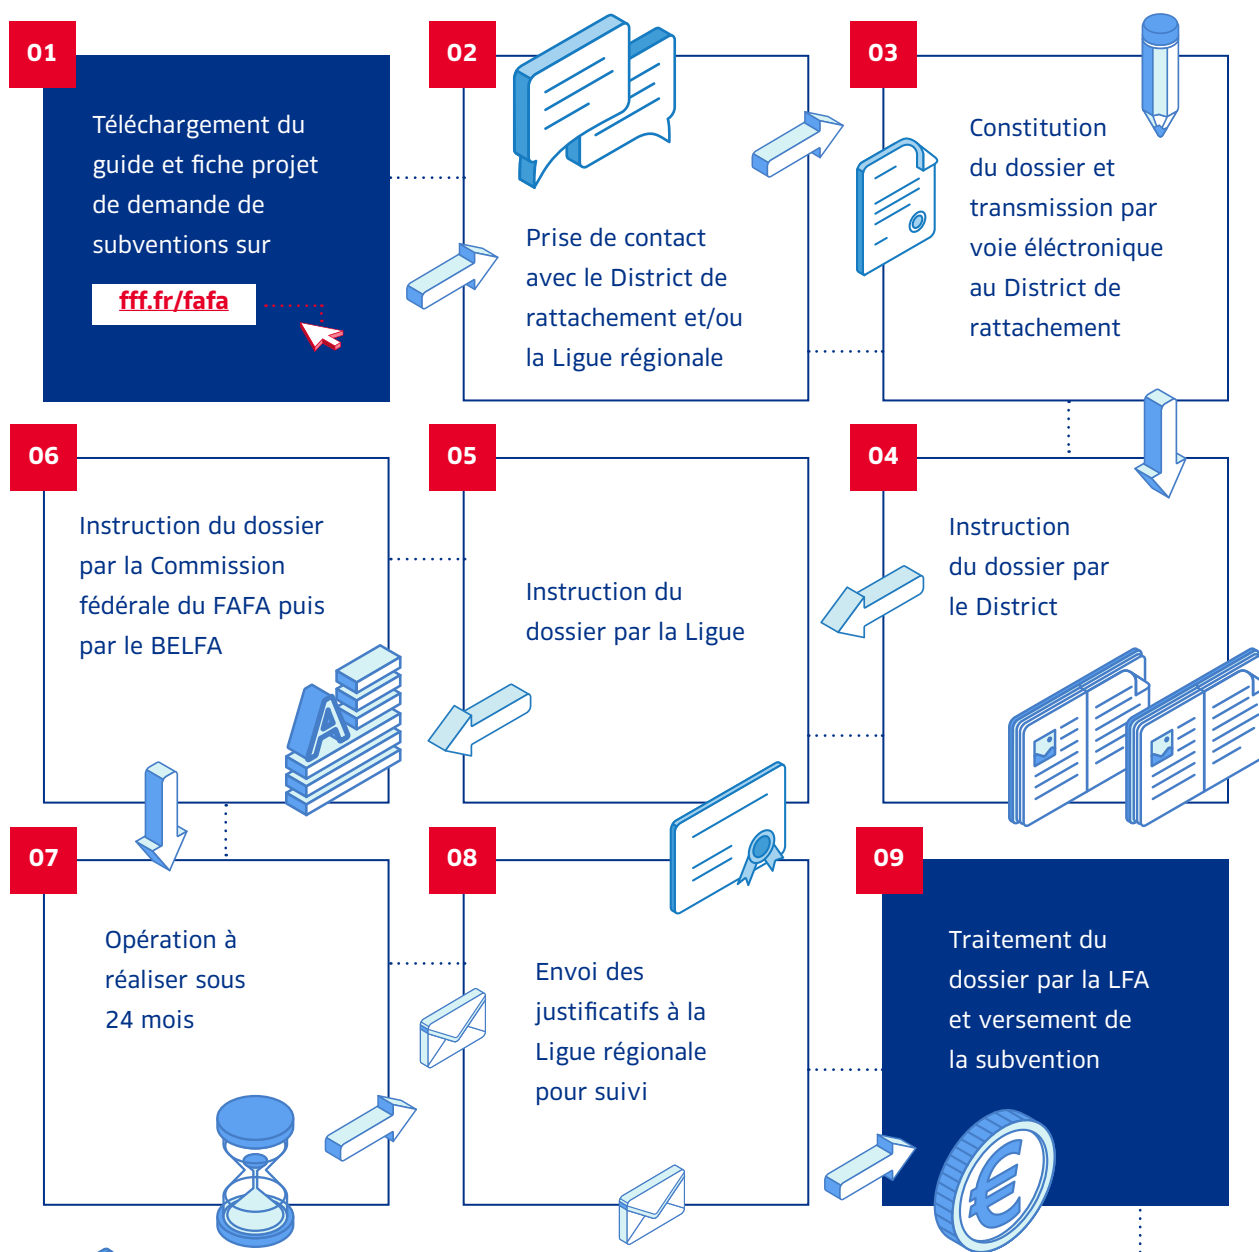 01
Téléchargement du
guide et fiche projet
de demande de
subventions sur
fff.fr/fafa
02
Prise de contact
avec le District de
rattachement et/ou
la Ligue régionale
03
Constitution
du dossier et
transmission par
voie éléctronique
au District de
rattachement
04
Instruction
du dossier par
le District
05
Instruction du
dossier par la Ligue
06
Instruction du dossier
par la Commission
fédérale du FAFA puis
par le BELFA
07
Opération à
réaliser sous
24 mois
08
Envoi des
justificatifs à la
Ligue régionale
pour suivi
09
Traitement du
dossier par la LFA
et versement de
la subvention